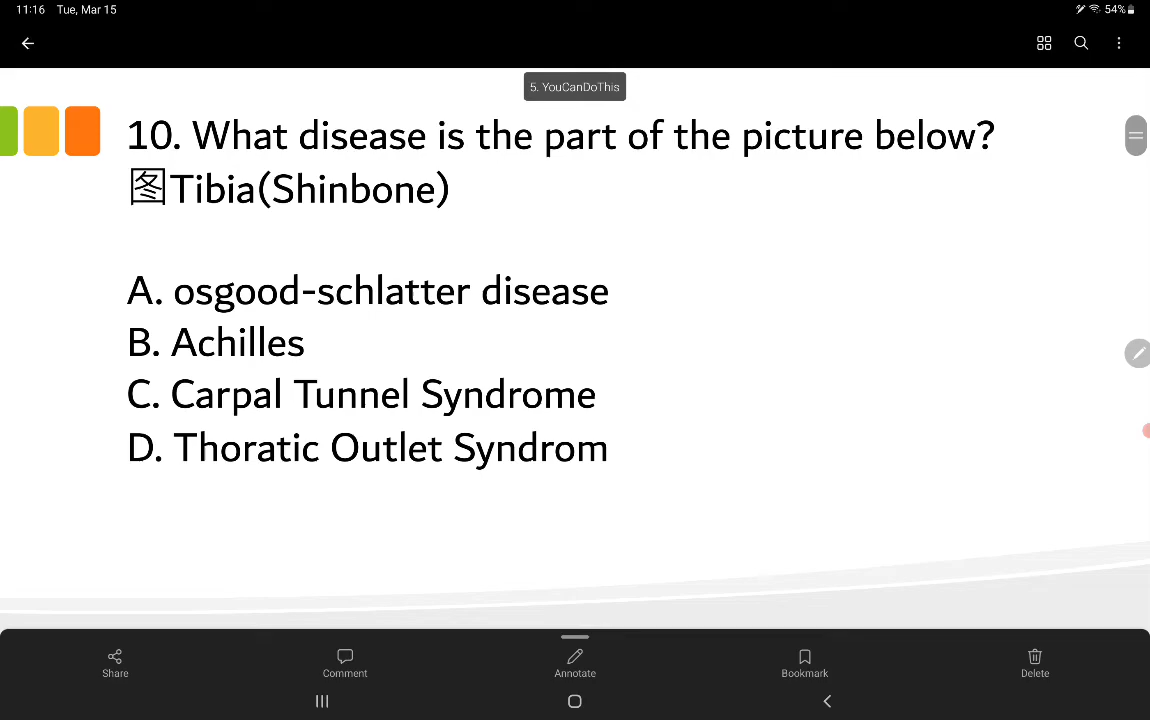 11:16 Tue, Mar 15 54%
5. YouCanDoThis
10. What disease is the part of the picture below?
图Tibia(Shinbone)
A. osgood-schlatter disease
B. Achilles
C. Carpal Tunnel Syndrome
D. Thoratic Outlet Syndrom
Share Comment Annotate Bookmark Delete